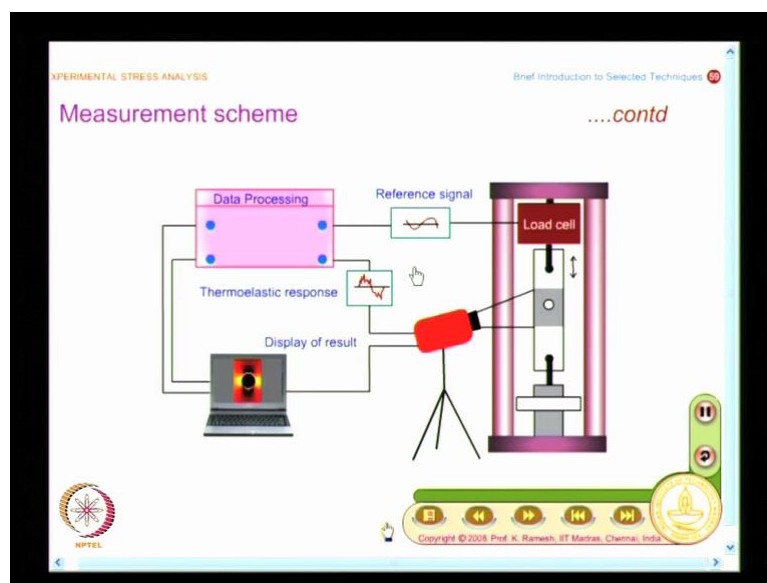 XPERIMENTAL STRESS ANALYSIS
Brief Introduction to Selected Techniques 59
Measurement scheme
....contd
Data Processing
Reference signal
Load cell
Thermoelastic response
Display of result
NPTEL
Copyright © 2008 Prof. K. Ramesh, IIT Madras, Chennai, India